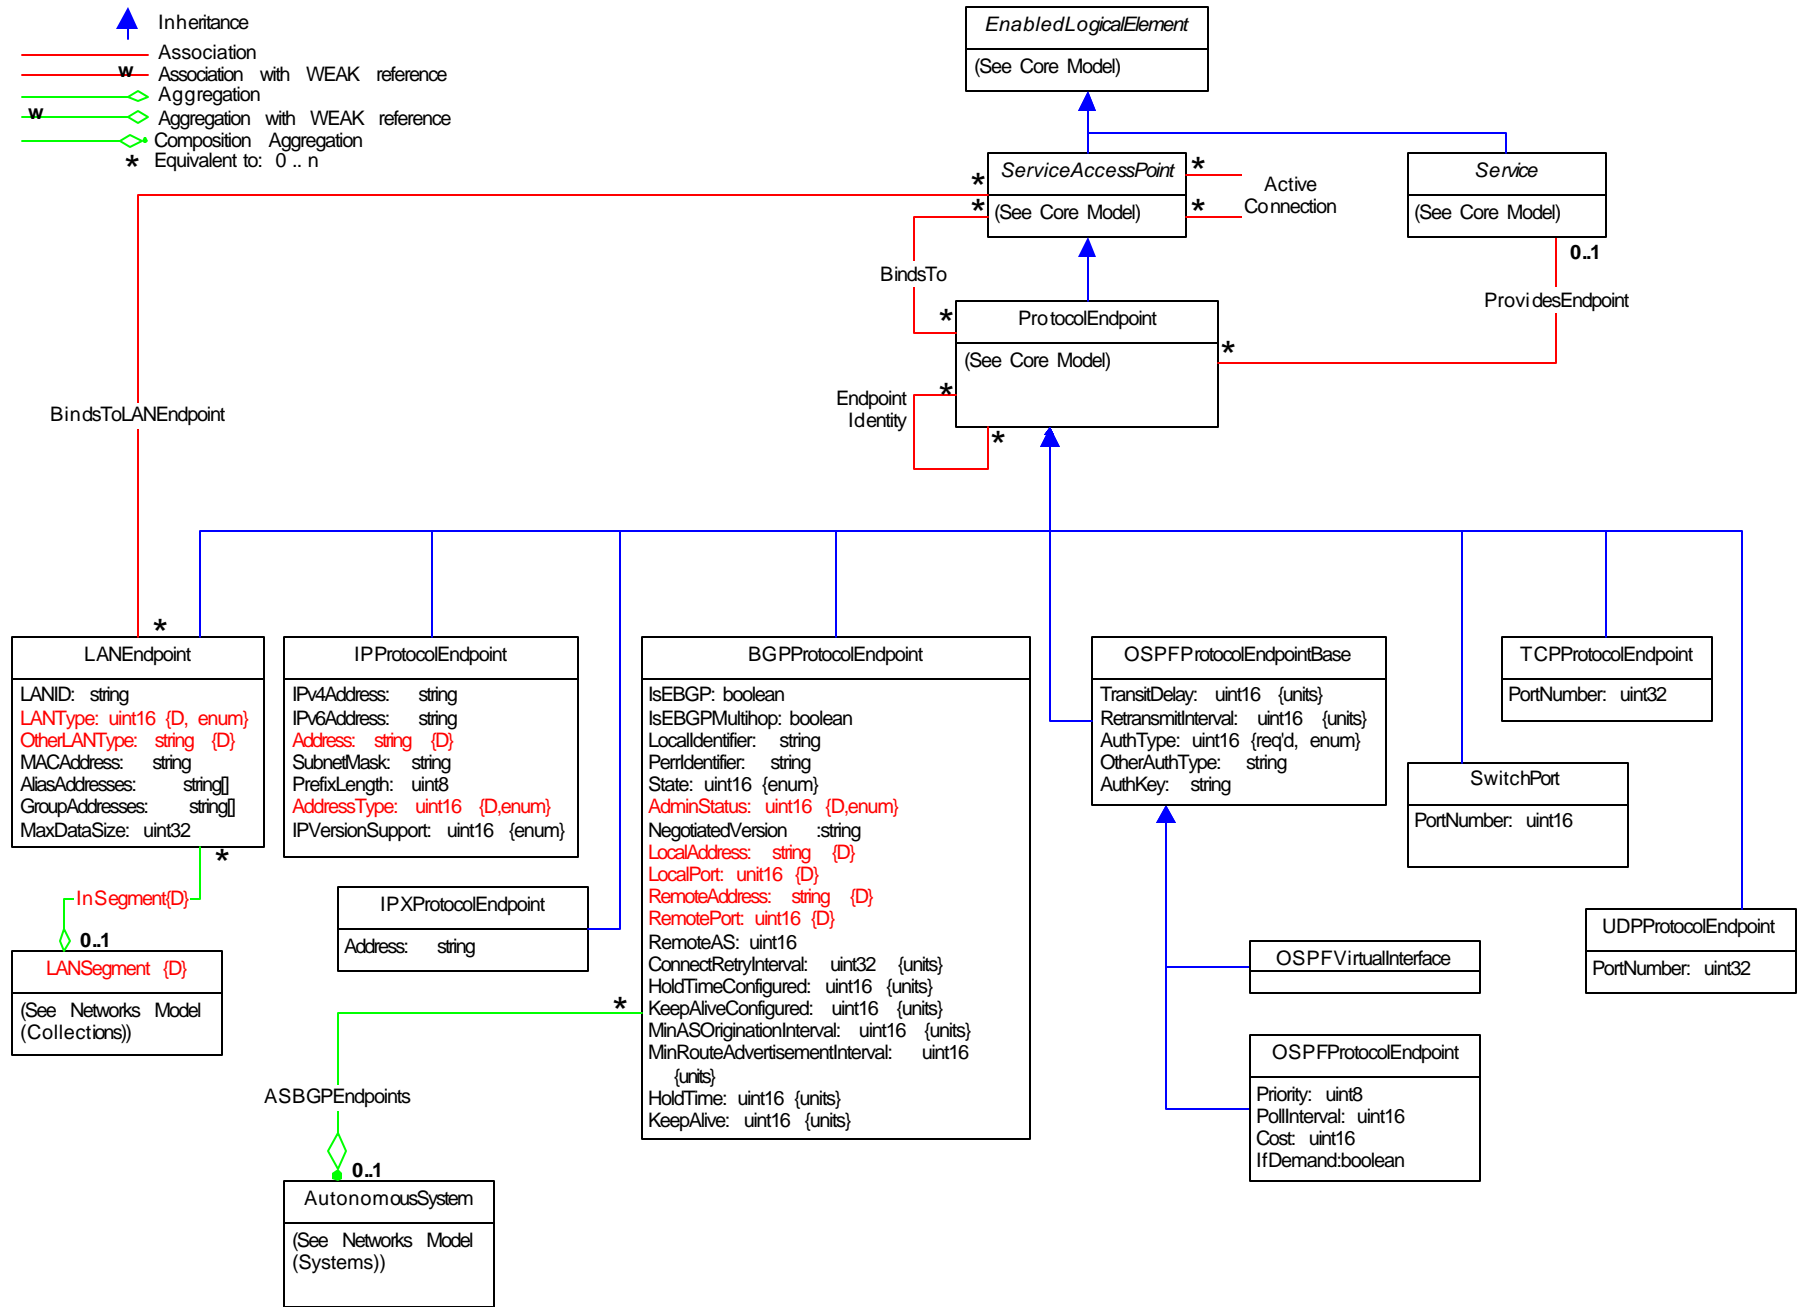 Inheritance
Association
w
Association with WEAK reference
Aggregation
w
Aggregation with WEAK reference
Composition Aggregation
* Equivalent to: 0 .. n
EnabledLogicalElement
(See Core Model)
ServiceAccessPoint
(See Core Model)
*
*
*
*
Active
Connection
Service
(See Core Model)
0..1
ProvidesEndpoint
BindsTo
*
ProtocolEndpoint
(See Core Model)
*
*
*
Endpoint
Identity
BindsToLANEndpoint
*
LANEndpoint
LANID: string
LANType: uint16 {D, enum}
OtherLANType: string {D}
MACAddress: string
AliasAddresses: string[]
GroupAddresses: string[]
MaxDataSize: uint32
*
InSegment{D}
0..1
LANSegment {D}
(See Networks Model
(Collections))
IPProtocolEndpoint
IPv4Address: string
IPv6Address: string
Address: string {D}
SubnetMask: string
PrefixLength: uint8
AddressType: uint16 {D,enum}
IPVersionSupport: uint16 {enum}
IPXProtocolEndpoint
Address: string
BGPProtocolEndpoint
IsEBGP: boolean
IsEBGPMultihop: boolean
LocalIdentifier: string
PerrIdentifier: string
State: uint16 {enum}
AdminStatus: uint16 {D,enum}
NegotiatedVersion :string
LocalAddress: string {D}
LocalPort: unit16 {D}
RemoteAddress: string {D}
RemotePort: uint16 {D}
RemoteAS: uint16
ConnectRetryInterval: uint32 {units}
HoldTimeConfigured: uint16 {units}
KeepAliveConfigured: uint16 {units}
MinASOriginationInterval: uint16 {units}
MinRouteAdvertisementInterval: uint16
{units}
HoldTime: uint16 {units}
KeepAlive: uint16 {units}
*
ASBGPEndpoints
0..1
AutonomousSystem
(See Networks Model
(Systems))
OSPFProtocolEndpointBase
TransitDelay: uint16 {units}
RetransmitInterval: uint16 {units}
AuthType: uint16 {req'd, enum}
OtherAuthType: string
AuthKey: string
OSPFVirtualInterface
OSPFProtocolEndpoint
Priority: uint8
PollInterval: uint16
Cost: uint16
IfDemand:boolean
SwitchPort
PortNumber: uint16
TCPProtocolEndpoint
PortNumber: uint32
UDPProtocolEndpoint
PortNumber: uint32